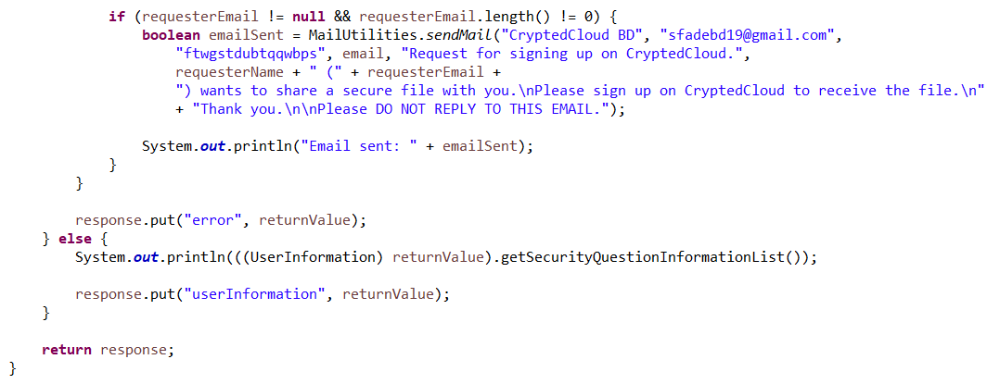 if (requesterEmail != null && requesterEmail.length() != 0) {
boolean emailSent = MailUtilities.sendMail("CryptedCloud BD", "sfadebd19@gmail.com",
"ftwgstdubtqqwbps", email, "Request for signing up on CryptedCloud.",
requesterName + " (" + requesterEmail +
") wants to share a secure file with you.\nPlease sign up on CryptedCloud to receive the file.\n"
+ "Thank you.\n\nPlease DO NOT REPLY TO THIS EMAIL.");
System.out.println("Email sent: " + emailSent);
}
}
response.put("error", returnValue);
} else {
System.out.println(((UserInformation) returnValue).getSecurityQuestionInformationList());
response.put("userInformation", returnValue);
}
return response;
}